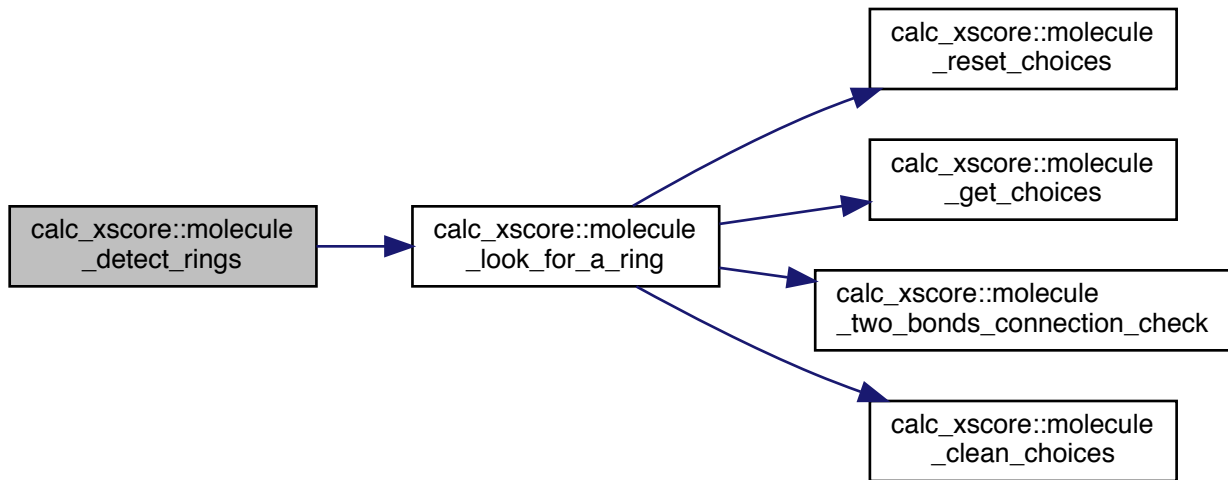 calc_xscore::molecule
_detect_rings
calc_xscore::molecule
_look_for_a_ring
calc_xscore::molecule
_reset_choices
calc_xscore::molecule
_get_choices
calc_xscore::molecule
_two_bonds_connection_check
calc_xscore::molecule
_clean_choices